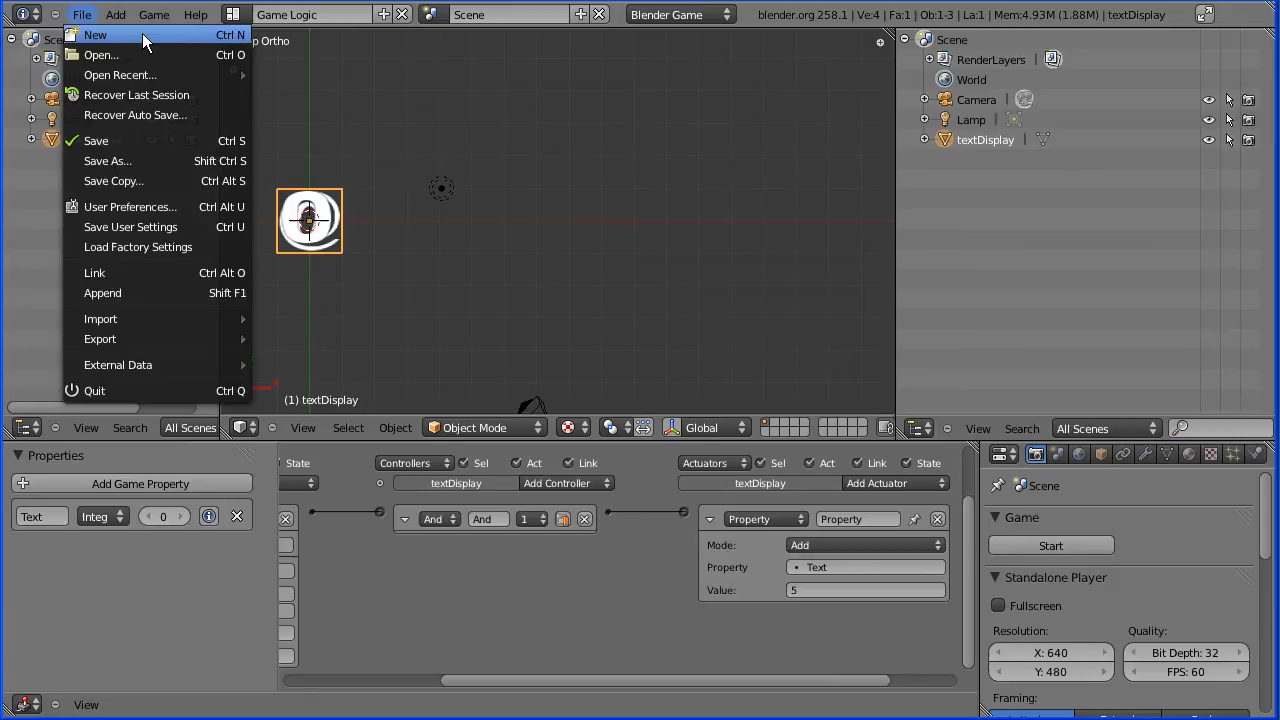 File Add Game Help Game Logic Scene Blender Game blender.org 258.1 | Ve:4 | Fa:1 | Ob:1-3 | La:1 | Mem:4.93M (1.88M) | textDisplay
New Ctrl N
Open... Ctrl O
Open Recent...
Recover Last Session
Recover Auto Save...
Save Ctrl S
Save As... Shift Ctrl S
Save Copy... Ctrl Alt S
User Preferences... Ctrl Alt U
Save User Settings Ctrl U
Load Factory Settings
Link Ctrl Alt O
Append Shift F1
Import
Export
External Data
Quit Ctrl Q
p Ortho
@
(1) textDisplay
Scene
RenderLayers
World
Camera
Lamp
textDisplay
View Search All Scenes
View Select Object Object Mode Global
View Search All Scenes
Properties
Add Game Property
Text Integ 0
State Controllers Sel Act Link Actuators Sel Act Link State
textDisplay Add Controller textDisplay Add Actuator
And And 1 Property Property
Mode: Add
Property Text
Value: 5
Scene
Game
Start
Standalone Player
Fullscreen
Resolution: Quality:
X: 640 Bit Depth: 32
Y: 480 FPS: 60
Framing:
View